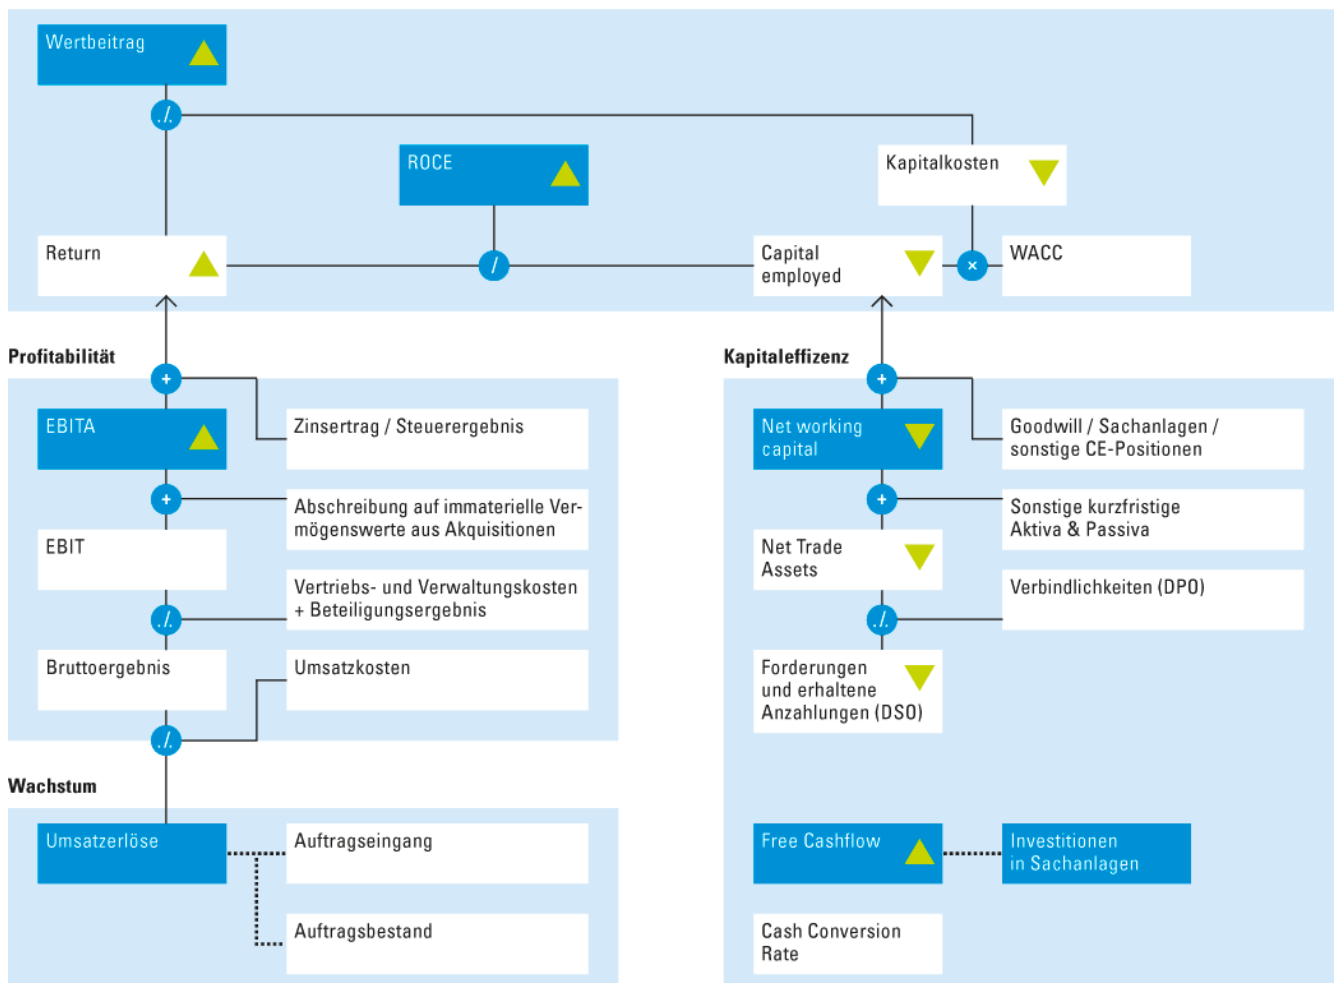 Wertbeitrag
./.
ROCE
Kapitalkosten
Return
/
Capital
employed
×
WACC
Profitabilität
+
EBITA
Zinsertrag / Steuerergebnis
+
Abschreibung auf immaterielle Ver-
mögenswerte aus Akquisitionen
EBIT
Vertriebs- und Verwaltungskosten
+ Beteiligungsergebnis
./.
Bruttoergebnis
Umsatzkosten
./.
Wachstum
Umsatzerlöse
Auftragseingang
Auftragsbestand
Kapitaleffizenz
+
Net working
capital
Goodwill / Sachanlagen /
sonstige CE-Positionen
+
Sonstige kurzfristige
Aktiva & Passiva
Net Trade
Assets
Verbindlichkeiten (DPO)
./.
Forderungen
und erhaltene
Anzahlungen (DSO)
Free Cashflow
Investitionen
in Sachanlagen
Cash Conversion
Rate